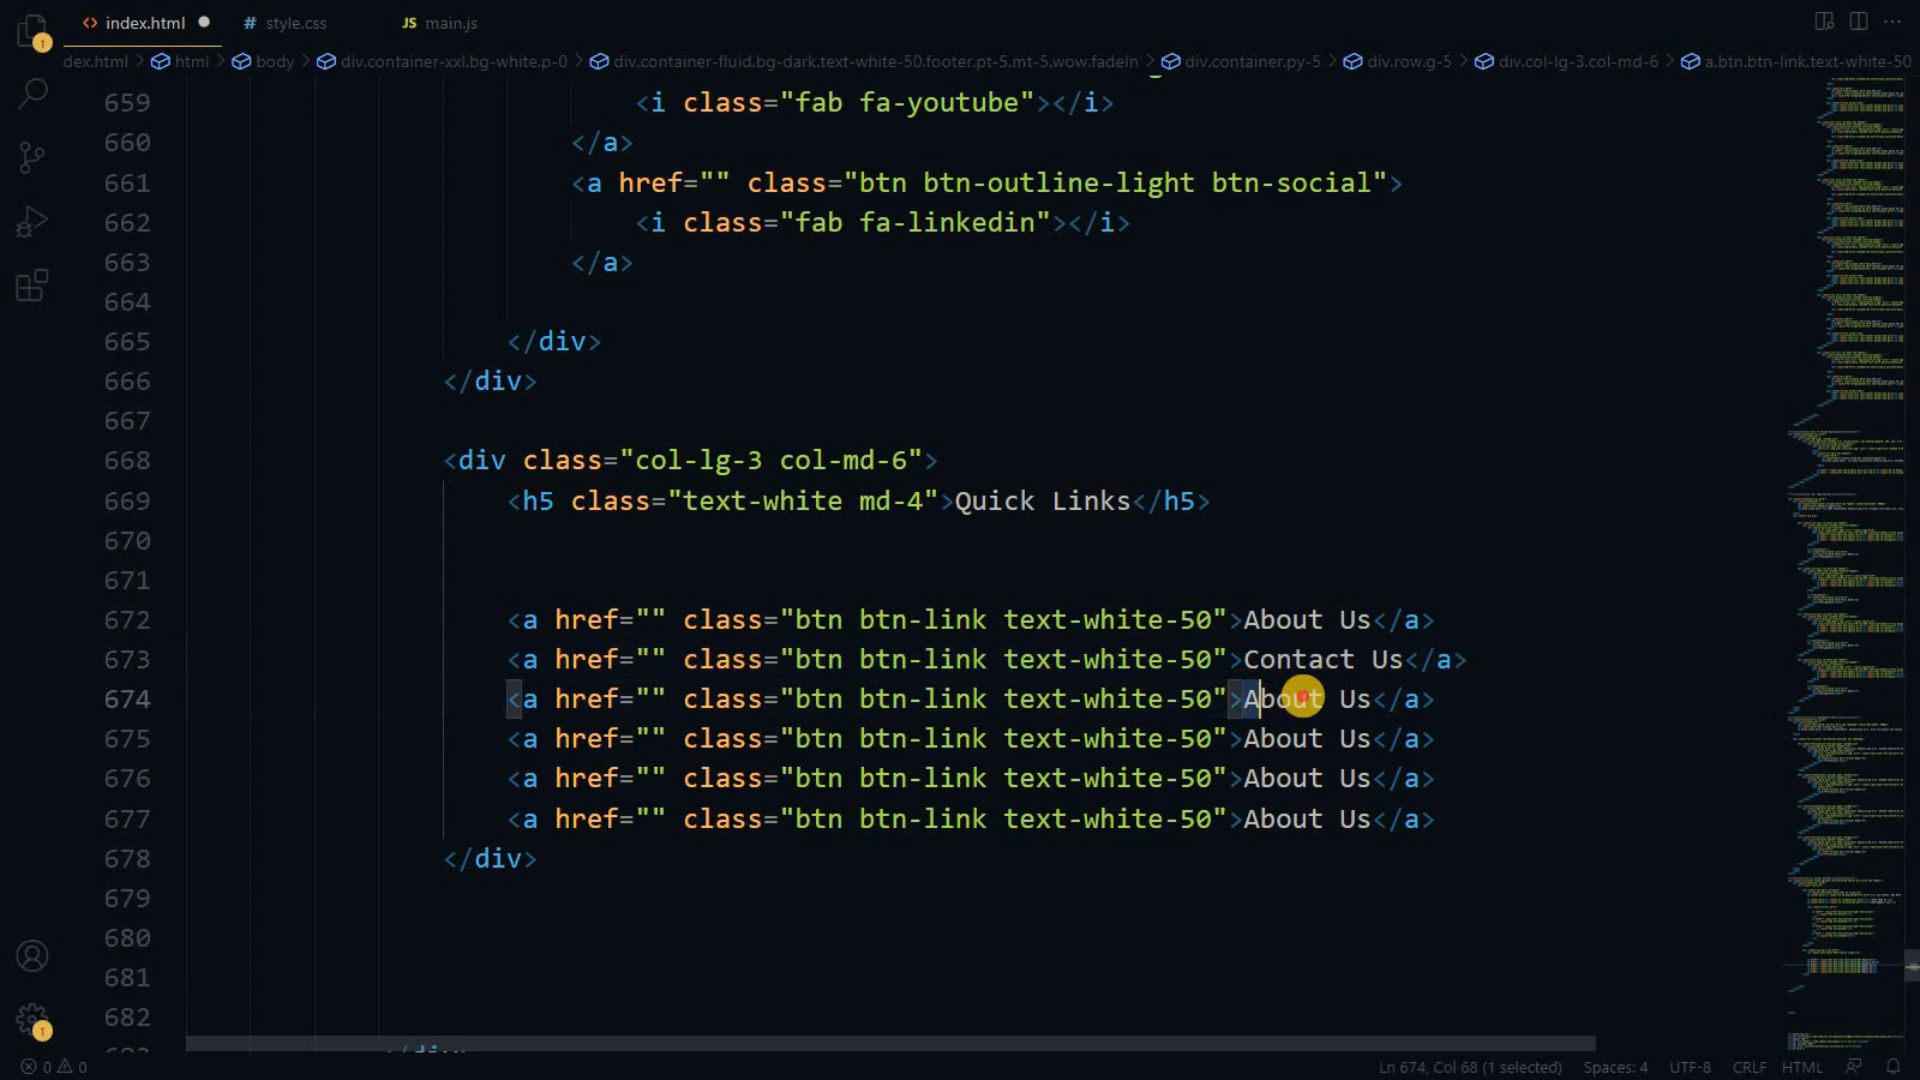 index.html
# style.css
JS main.js
dex.html > html > body > div.container-xxl.bg-white.p-0 > div.container-fluid.bg-dark.text-white-50.footer.pt-5.mt-5.wow.fadeIn > div.container.py-5 > div.row.g-5 > div.col-lg-3.col-md-6 > a.btn.btn-link.text-white-50
659 <i class="fab fa-youtube"></i>
660 </a>
661 <a href="" class="btn btn-outline-light btn-social">
662 <i class="fab fa-linkedin"></i>
663 </a>
664
665 </div>
666 </div>
667
668 <div class="col-lg-3 col-md-6">
669 <h5 class="text-white md-4">Quick Links</h5>
670
671
672 <a href="" class="btn btn-link text-white-50">About Us</a>
673 <a href="" class="btn btn-link text-white-50">Contact Us</a>
674 <a href="" class="btn btn-link text-white-50">About Us</a>
675 <a href="" class="btn btn-link text-white-50">About Us</a>
676 <a href="" class="btn btn-link text-white-50">About Us</a>
677 <a href="" class="btn btn-link text-white-50">About Us</a>
678 </div>
679
680
681
682
1
1
0 0
Ln 674, Col 68 (1 selected) Spaces: 4 UTF-8 CRLF HTML